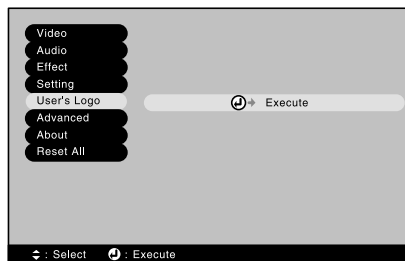 Video
Audio
Effect
Setting
User's Logo
Execute
Advanced
About
Reset All
: Select : Execute